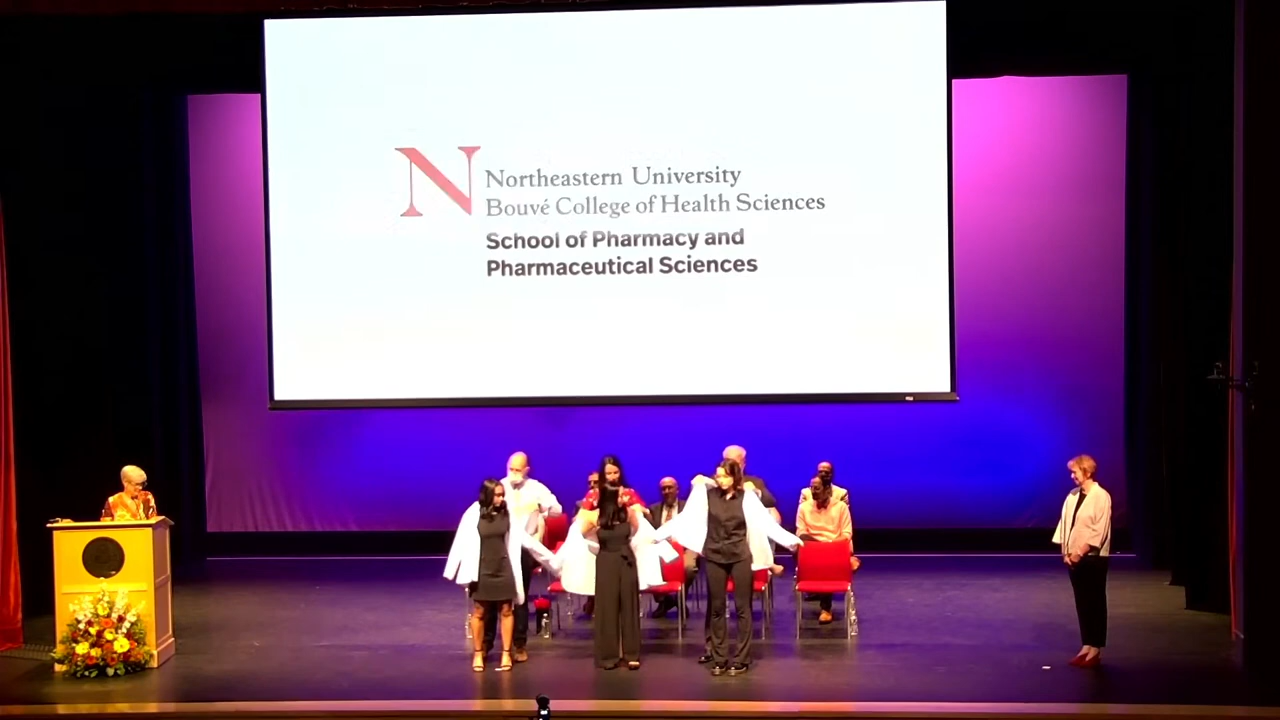 N
Northeastern University
Bouvé College of Health Sciences
School of Pharmacy and
Pharmaceutical Sciences